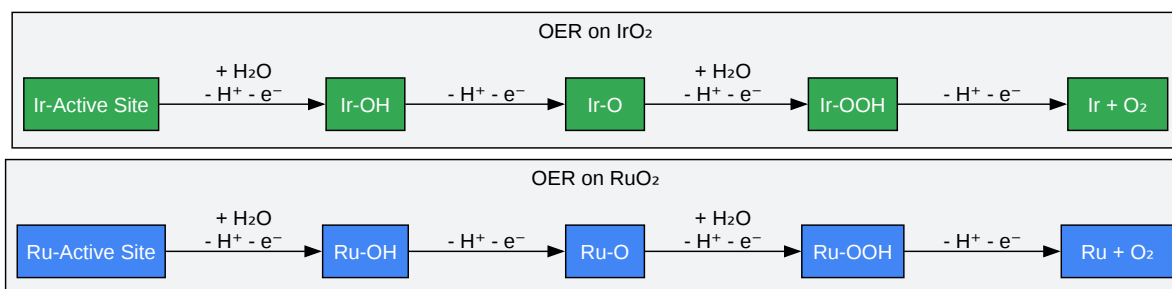 OER on IrO₂
+ H₂O
+ H₂O
Ir-Active Site
- H⁺ - e⁻
Ir-OH
- H⁺ - e⁻
Ir-O
- H⁺ - e⁻
Ir-OOH
- H⁺ - e⁻
Ir + O₂
OER on RuO₂
+ H₂O
+ H₂O
Ru-Active Site
- H⁺ - e⁻
Ru-OH
- H⁺ - e⁻
Ru-O
- H⁺ - e⁻
Ru-OOH
- H⁺ - e⁻
Ru + O₂